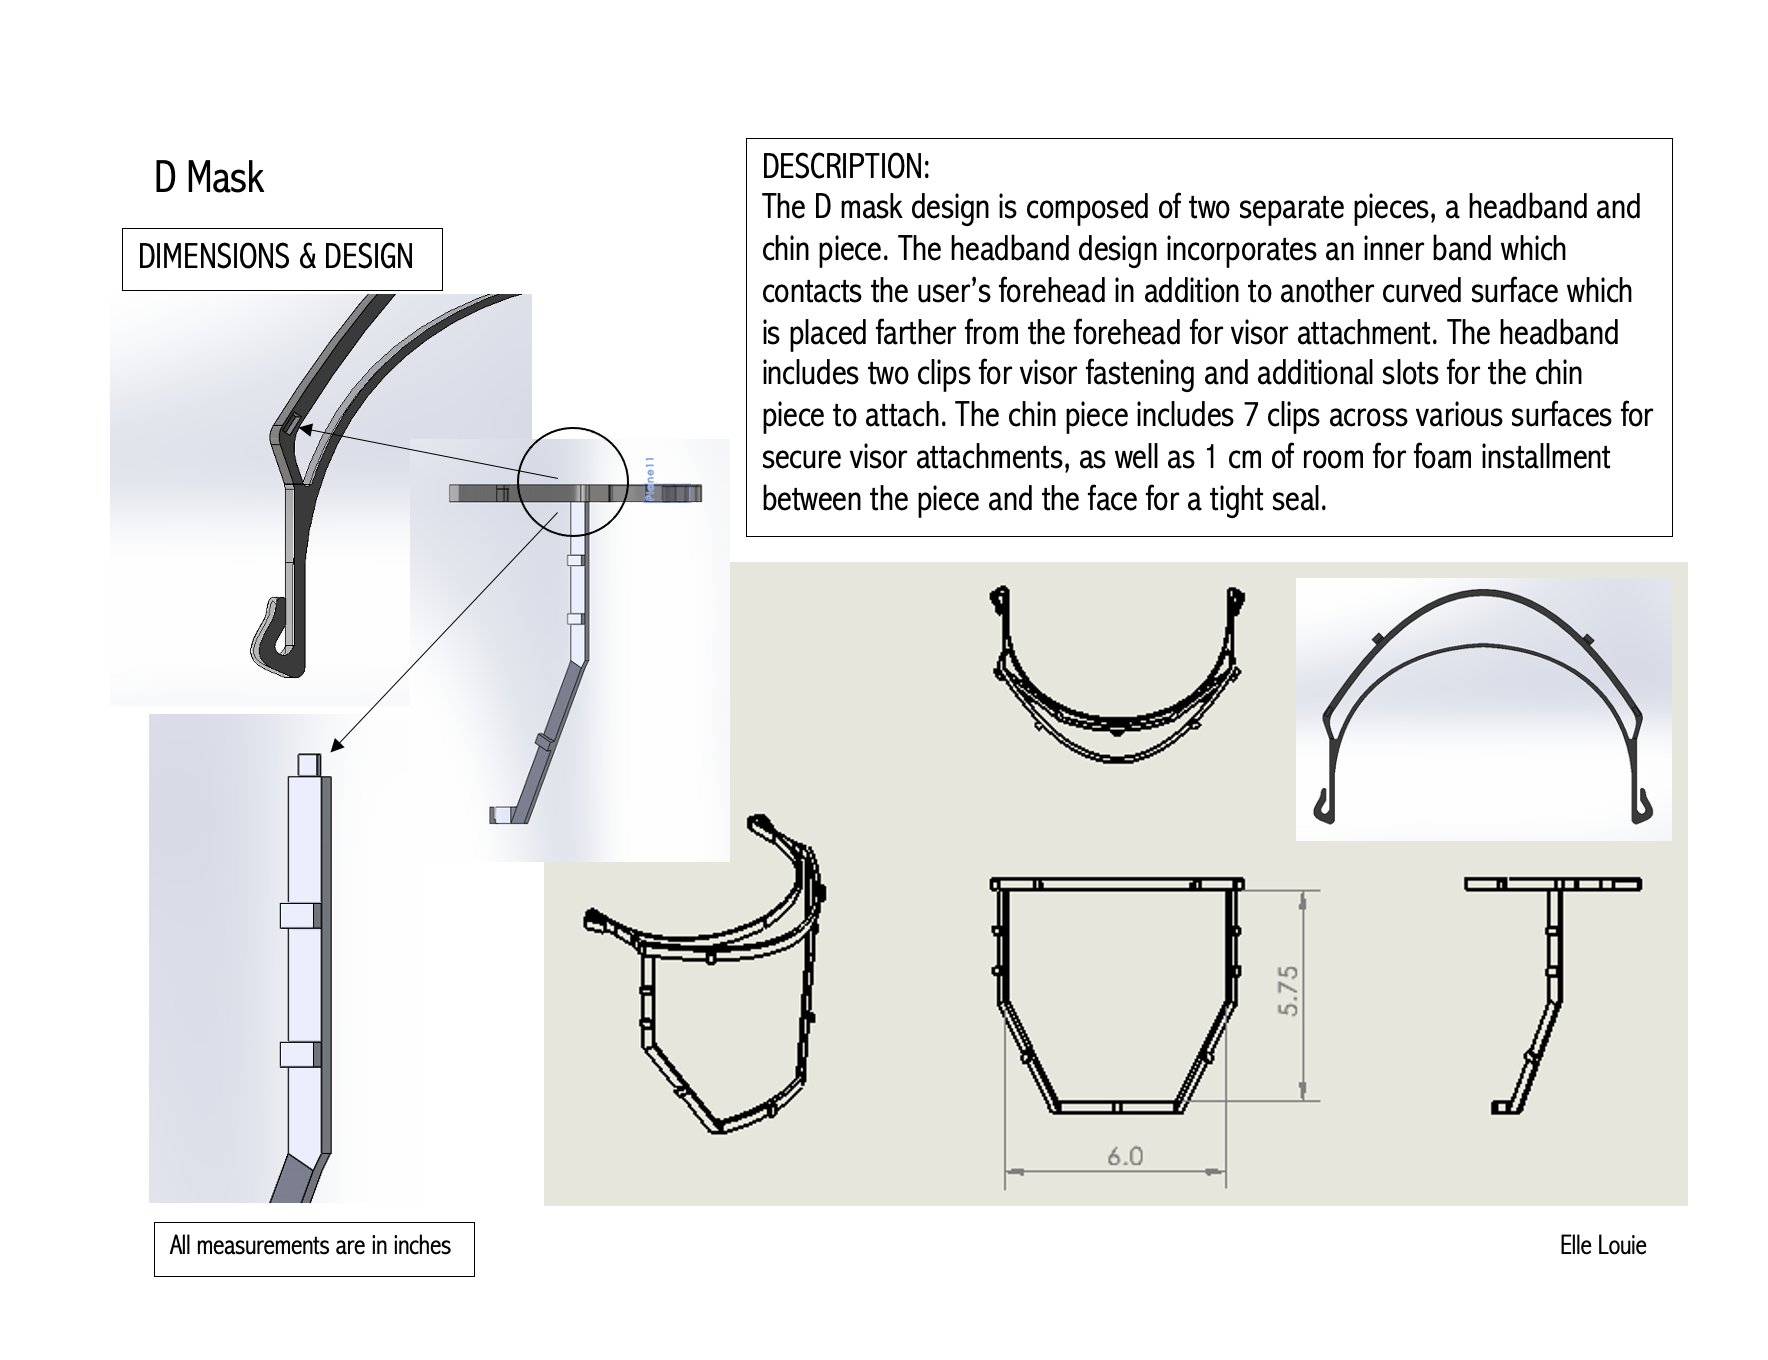 D Mask
DIMENSIONS & DESIGN
DESCRIPTION:
The D mask design is composed of two separate pieces, a headband and
chin piece. The headband design incorporates an inner band which
contacts the user’s forehead in addition to another curved surface which
is placed farther from the forehead for visor attachment. The headband
includes two clips for visor fastening and additional slots for the chin
piece to attach. The chin piece includes 7 clips across various surfaces for
secure visor attachments, as well as 1 cm of room for foam installment
between the piece and the face for a tight seal.
Plane11
5.75
6.0
All measurements are in inches
Elle Louie